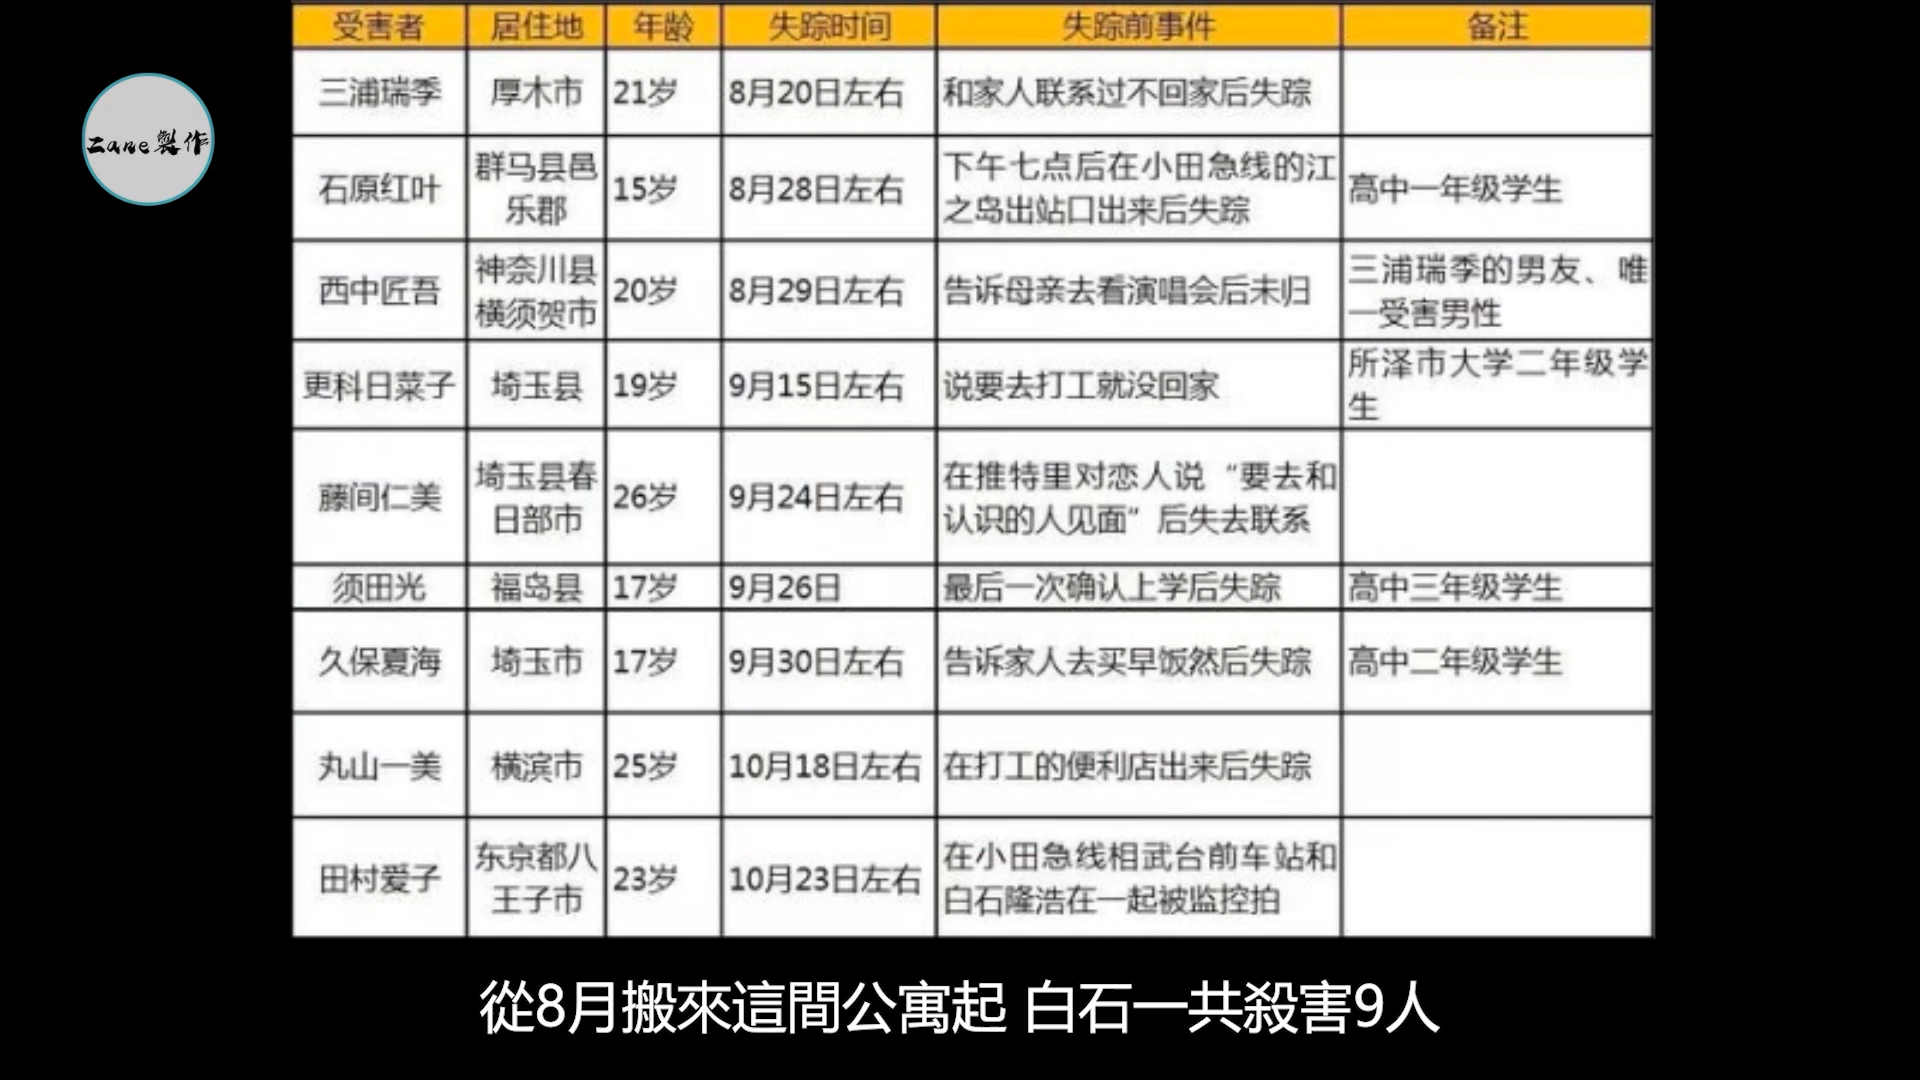 受害者 居住地 年龄 失踪时间 失踪前事件 备注
三浦瑞季 厚木市 21岁 8月20日左右 和家人联系过不回家后失踪
石原红叶 群马县邑乐郡 15岁 8月28日左右 下午七点后在小田急线的江之岛出站口出来后失踪 高中一年级学生
西中匠吾 神奈川县横须贺市 20岁 8月29日左右 告诉母亲去看演唱会后未归 三浦瑞季的男友、唯一受害男性
更科日菜子 埼玉县 19岁 9月15日左右 说要去打工就没回家 所泽市大学二年级学生
藤间仁美 埼玉县春日部市 26岁 9月24日左右 在推特里对恋人说“要去和认识的人见面”后失去联系
须田光 福岛县 17岁 9月26日 最后一次确认上学后失踪 高中三年级学生
久保夏海 埼玉市 17岁 9月30日左右 告诉家人去买早饭然后失踪 高中二年级学生
丸山一美 横滨市 25岁 10月18日左右 在打工的便利店出来后失踪
田村爱子 东京都八王子市 23岁 10月23日左右 在小田急线相武台前车站和白石隆浩在一起被监控拍
Zane製作
從8月搬來這間公寓起 白石一共殺害9人